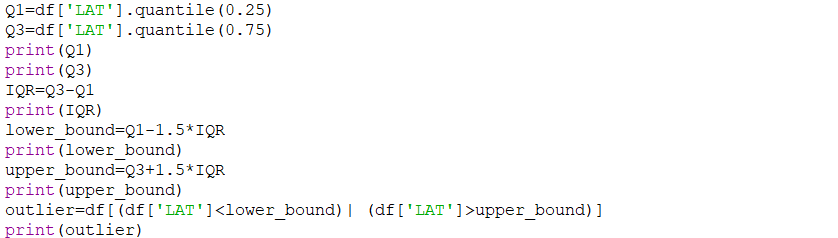 Q1=df['LAT'].quantile(0.25)
Q3=df['LAT'].quantile(0.75)
print(Q1)
print(Q3)
IQR=Q3-Q1
print(IQR)
lower_bound=Q1-1.5*IQR
print(lower_bound)
upper_bound=Q3+1.5*IQR
print(upper_bound)
outlier=df[(df['LAT']<lower_bound)| (df['LAT']>upper_bound)]
print(outlier)